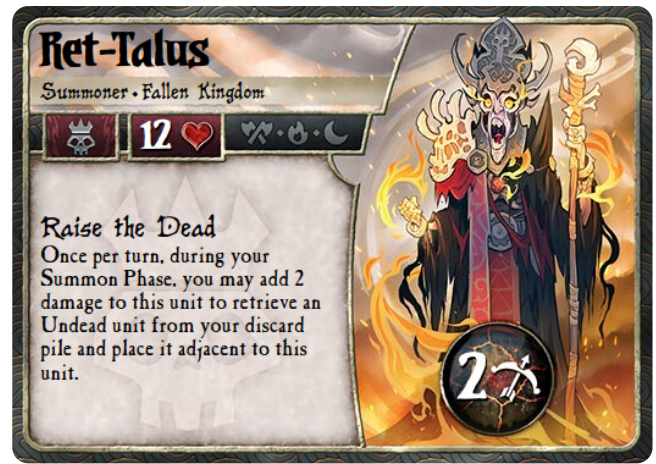 Ret-Talus
Summoner • Fallen Kingdom
12
Raise the Dead
Once per turn, during your
Summon Phase, you may add 2
damage to this unit to retrieve an
Undead unit from your discard
pile and place it adjacent to this
unit.
2